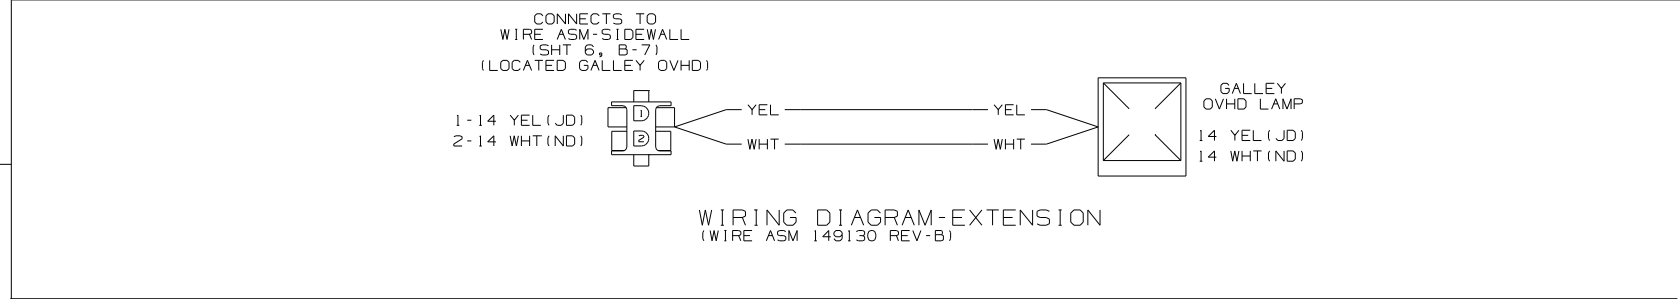 CONNECTS TO
WIRE ASM-SIDEWALL
(SHT 6, B-7)
(LOCATED GALLEY OVHD)
1-14 YEL(JD)
2-14 WHT(ND)
1
2
YEL
YEL
WHT
WHT
GALLEY
OVHD LAMP
14 YEL(JD)
14 WHT(ND)
WIRING DIAGRAM-EXTENSION
(WIRE ASM 149130 REV-B)